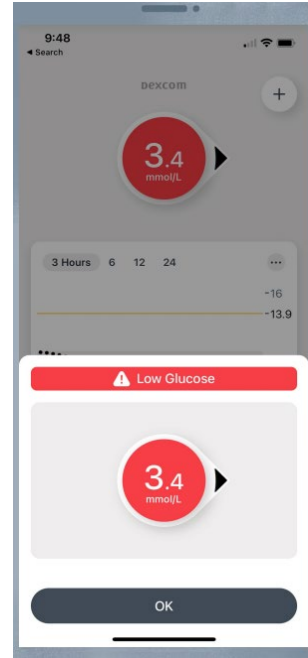 9:48
◀ Search
Dexcom
+
3.4
mmol/L
3 Hours 6 12 24
...
-16
-13.9
Low Glucose
3.4
mmol/L
OK